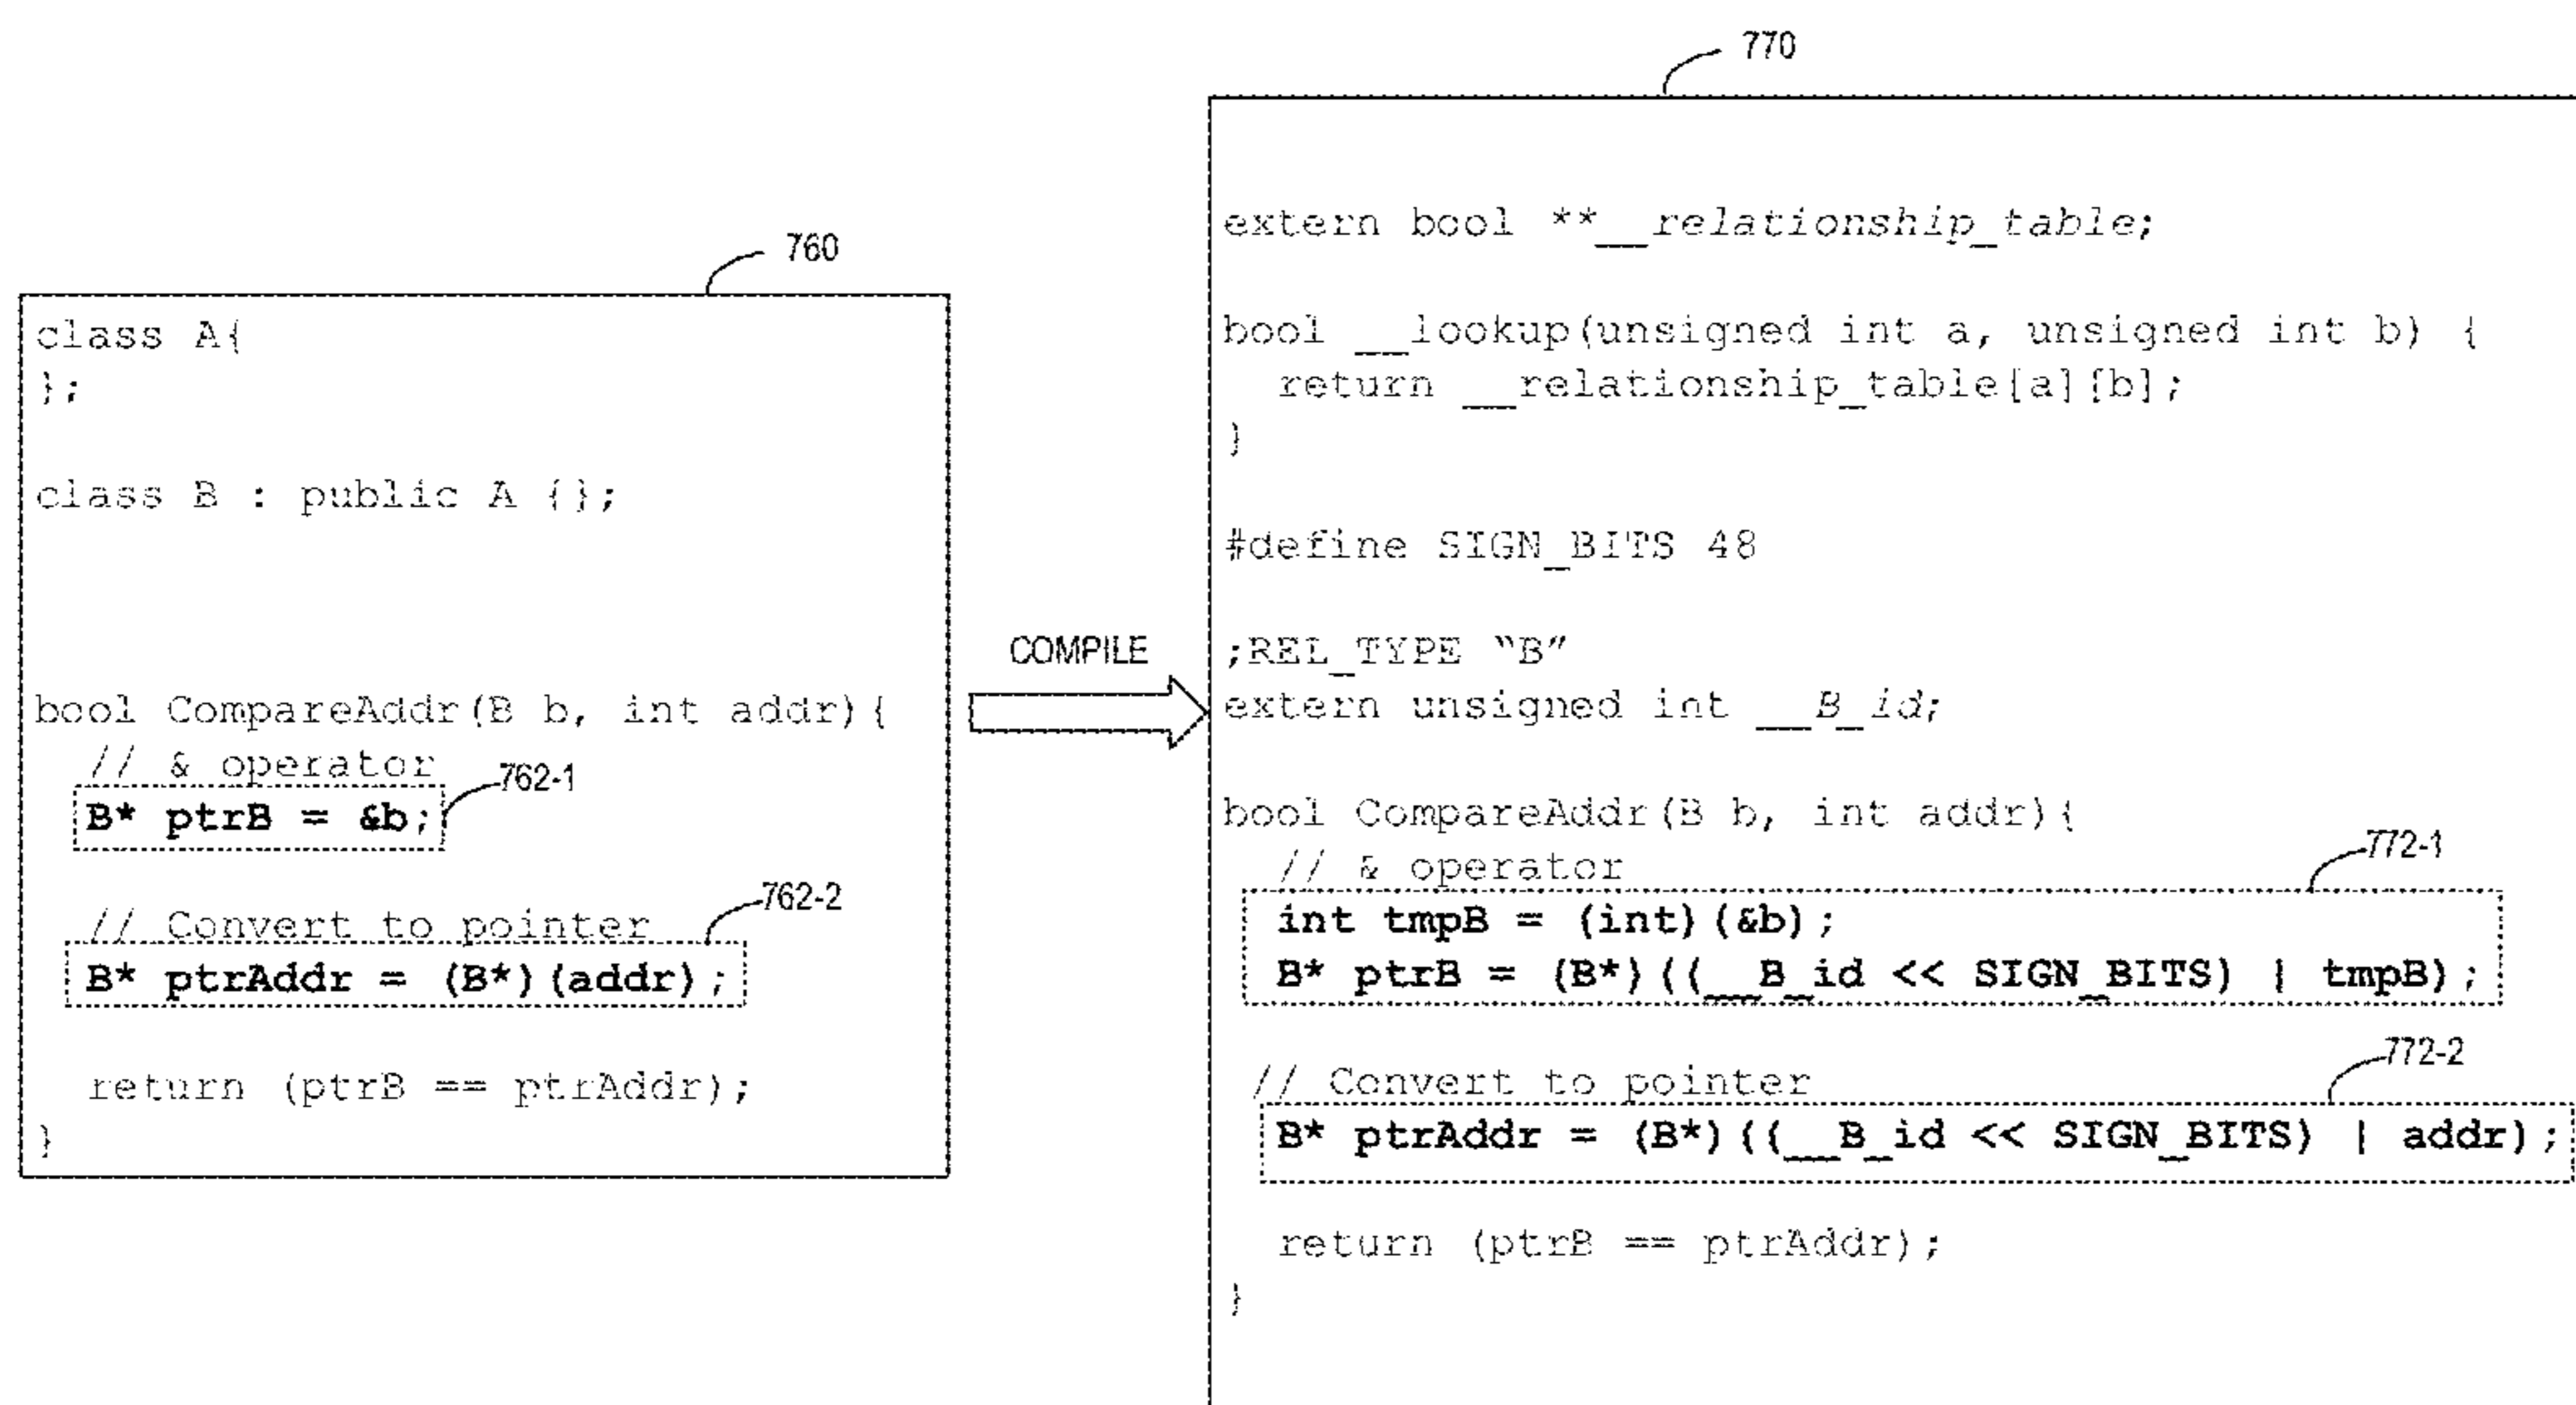 760
class A{
};
class B : public A {};
bool CompareAddr(B b, int addr){
// & operator
762-1
B* ptrB = &b;
762-2
// Convert to pointer
B* ptrAddr = (B*)(addr);
return (ptrB == ptrAddr);
}
COMPILE
770
extern bool **__relationship_table;
bool __lookup(unsigned int a, unsigned int b) {
return __relationship_table[a][b];
}
#define SIGN_BITS 48
;REL_TYPE "B"
extern unsigned int __B_id;
bool CompareAddr(B b, int addr){
// & operator
772-1
int tmpB = (int)(&b);
B* ptrB = (B*)((__B_id << SIGN_BITS) | tmpB);
772-2
// Convert to pointer
B* ptrAddr = (B*)((__B_id << SIGN_BITS) | addr);
return (ptrB == ptrAddr);
}